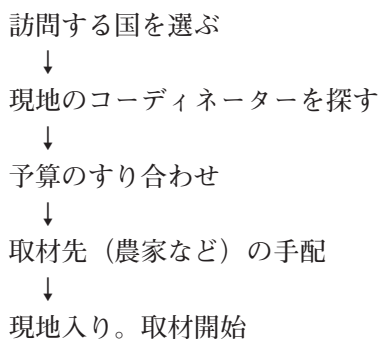 訪問する国を選ぶ
↓
現地のコーディネーターを探す
↓
予算のすり合わせ
↓
取材先（農家など）の手配
↓
現地入り。取材開始